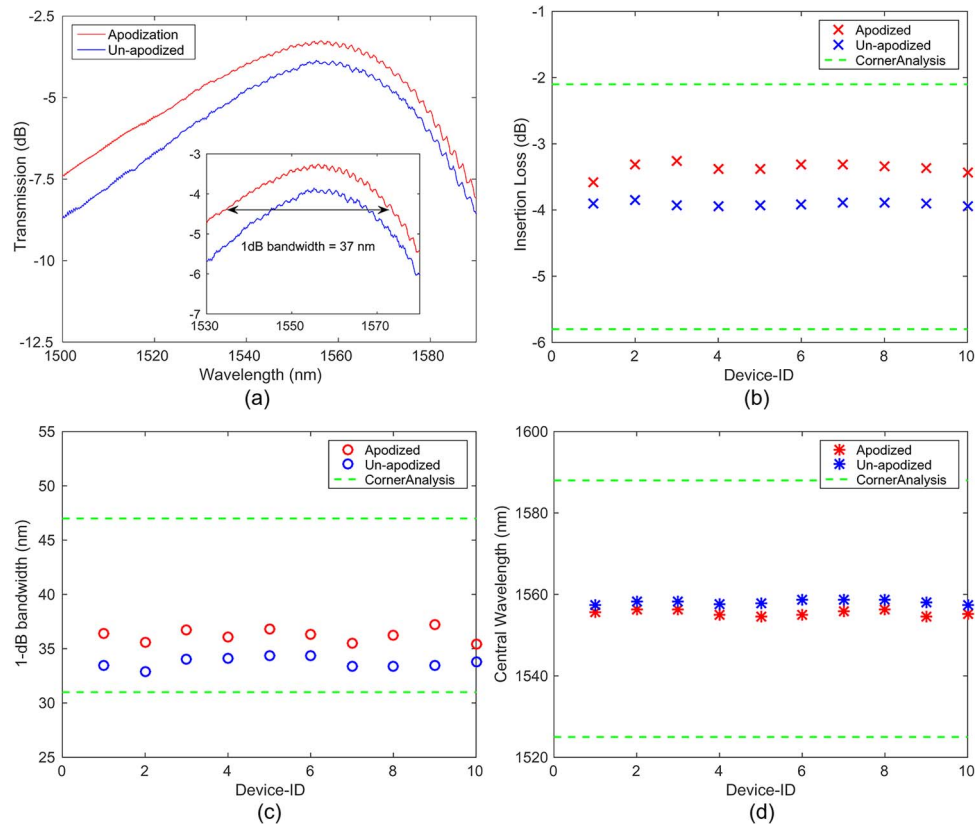 -2.5
-5
-7.5
-10
-12.5
Transmission (dB)
Apodization
Un-apodized
-3
-4
-5
-6
-7
1dB bandwidth = 37 nm
1530 1550 1570
1500 1520 1540 1560 1580
Wavelength (nm)
(a)
-1
-2
-3
-4
-5
-6
Insertion Loss (dB)
Apodized
Un-apodized
CornerAnalysis
0 2 4 6 8 10
Device-ID
(b)
55
50
45
40
35
30
25
1-dB bandwidth (nm)
Apodized
Un-apodized
CornerAnalysis
0 2 4 6 8 10
Device-ID
(c)
1600
1580
1560
1540
1520
Central Wavelength (nm)
Apodized
Un-apodized
CornerAnalysis
0 2 4 6 8 10
Device-ID
(d)